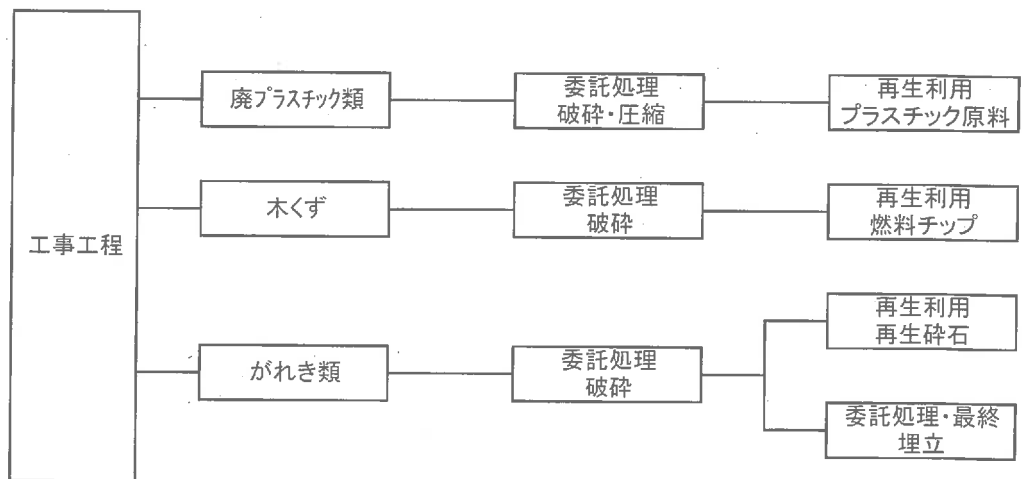 工事工程
廃プラスチック類
委託処理
破砕・圧縮
再生利用
プラスチック原料
木くず
委託処理
破砕
再生利用
燃料チップ
がれき類
委託処理
破砕
再生利用
再生砕石
委託処理・最終
埋立